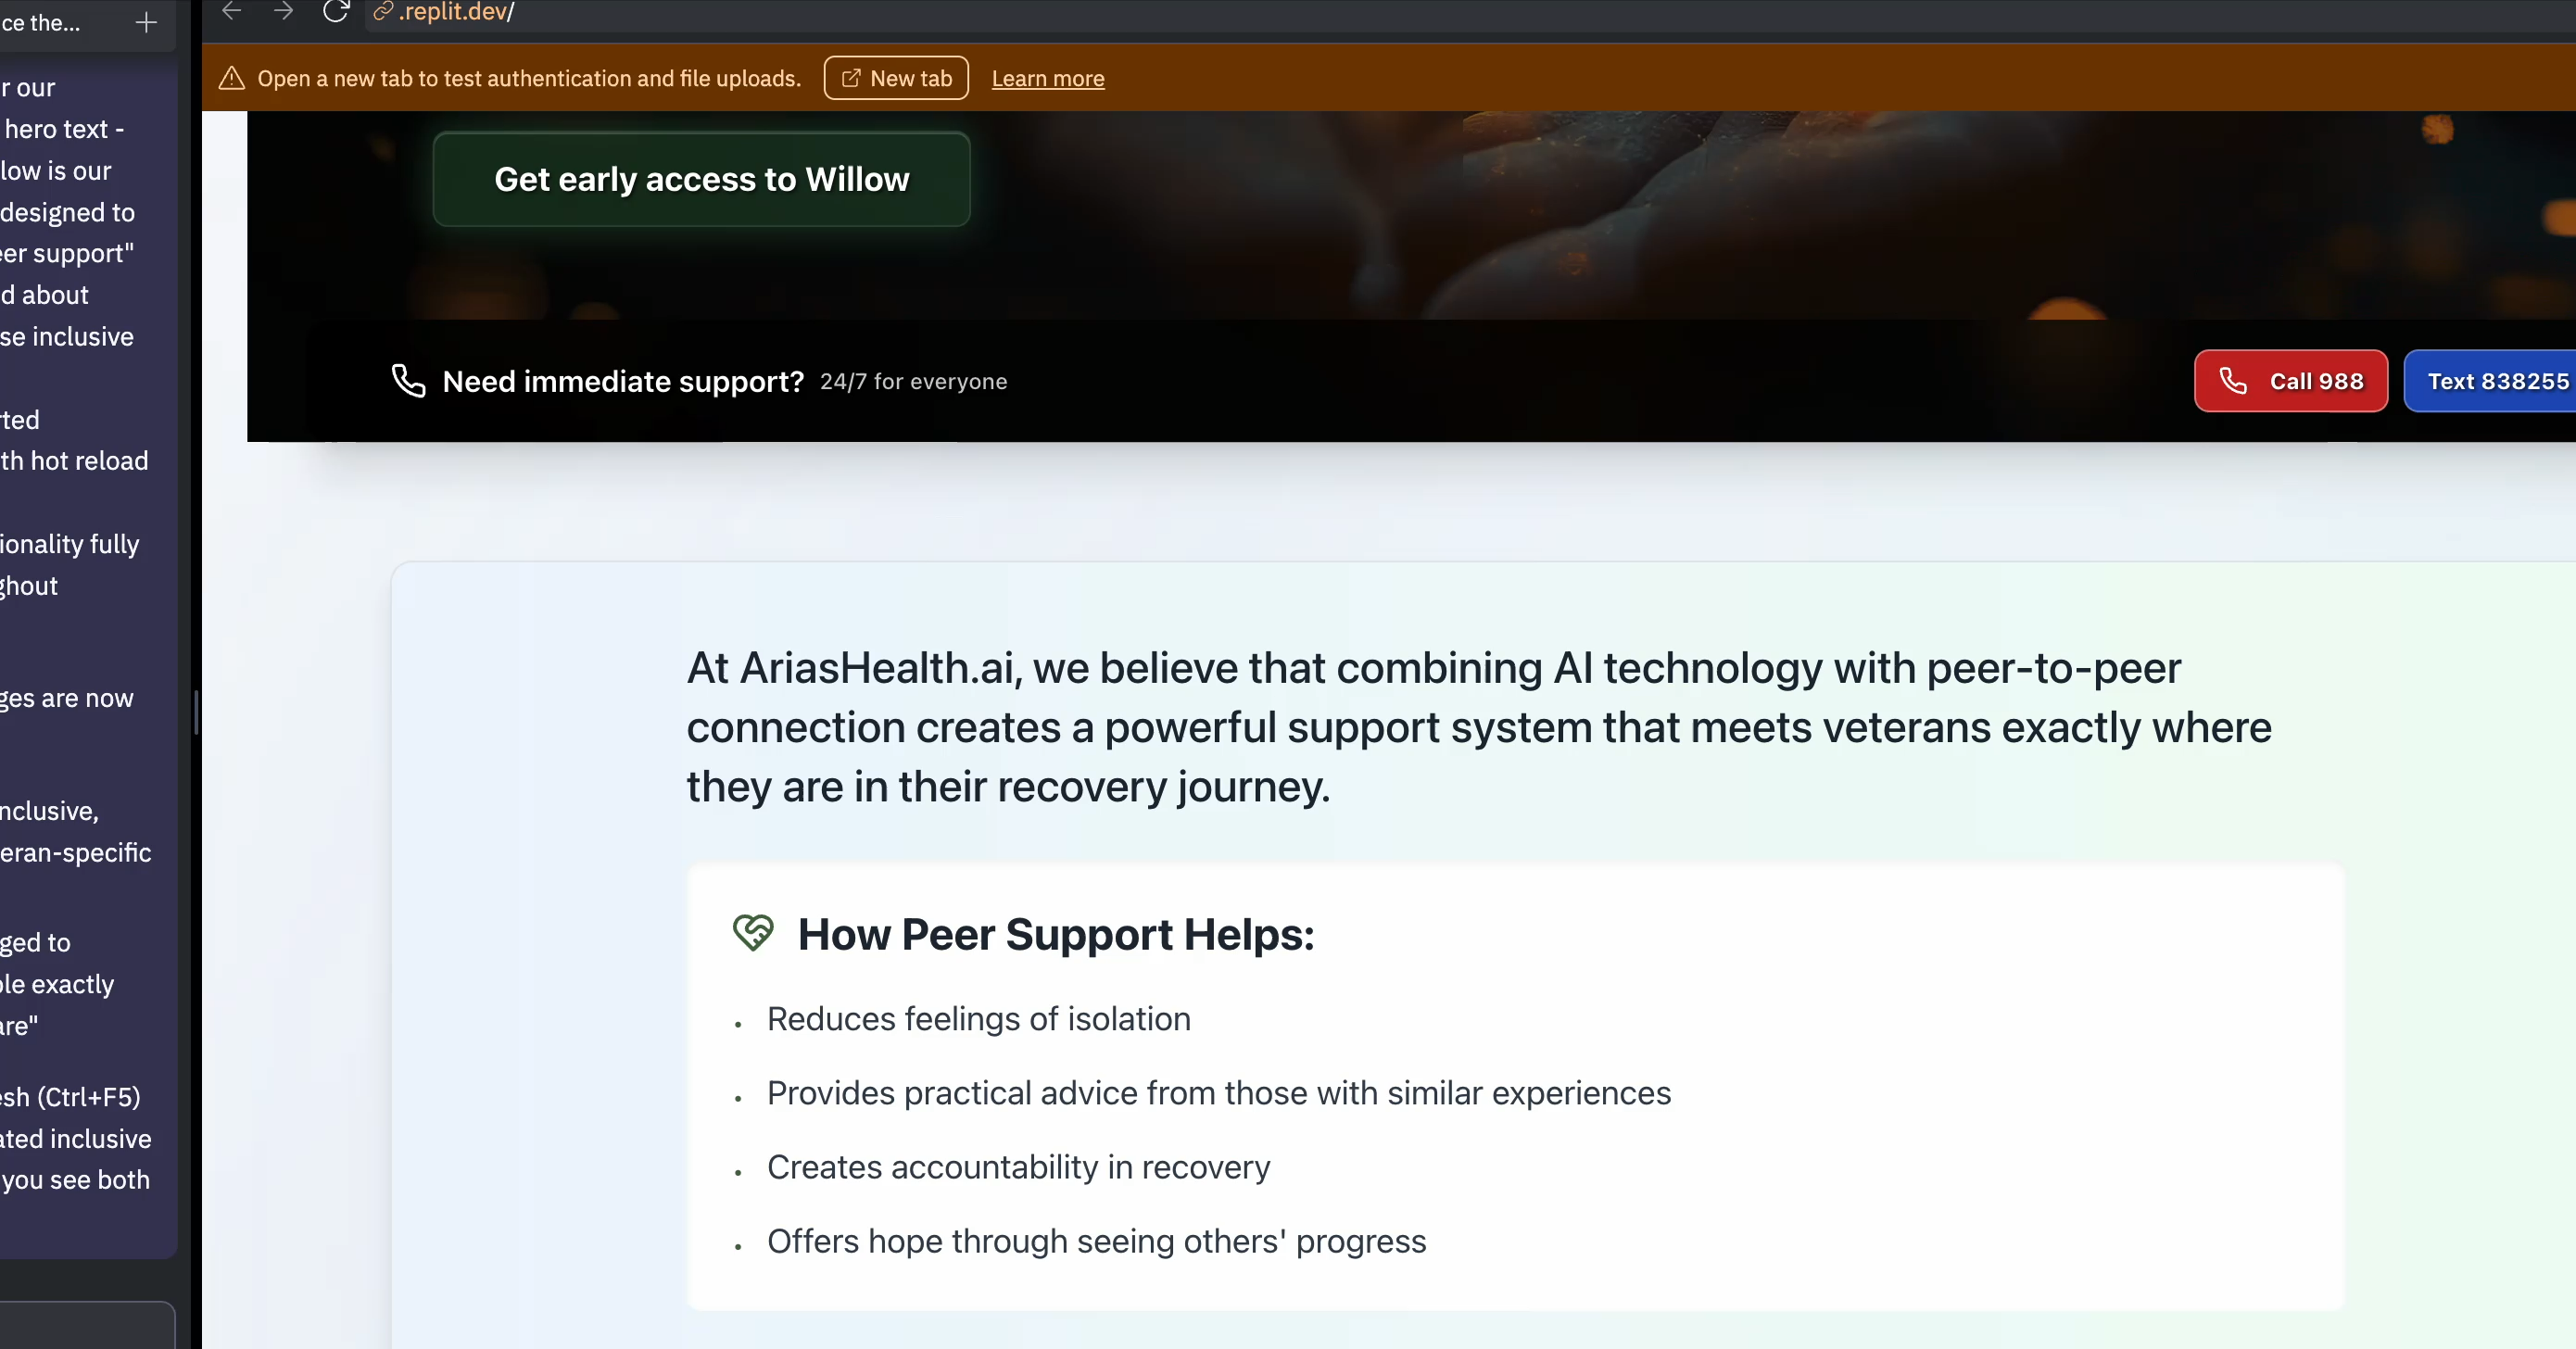 ce the...
r our
hero text -
low is our
designed to
er support"
d about
se inclusive
ted
th hot reload
ionality fully
ghout
ges are now
nclusive,
eran-specific
ged to
le exactly
are"
esh (Ctrl+F5)
ated inclusive
you see both
.replit.dev/
Open a new tab to test authentication and file uploads. New tab Learn more
Get early access to Willow
Need immediate support? 24/7 for everyone Call 988 Text 838255
At AriasHealth.ai, we believe that combining AI technology with peer-to-peer
connection creates a powerful support system that meets veterans exactly where
they are in their recovery journey.
How Peer Support Helps:
• Reduces feelings of isolation
• Provides practical advice from those with similar experiences
• Creates accountability in recovery
• Offers hope through seeing others' progress